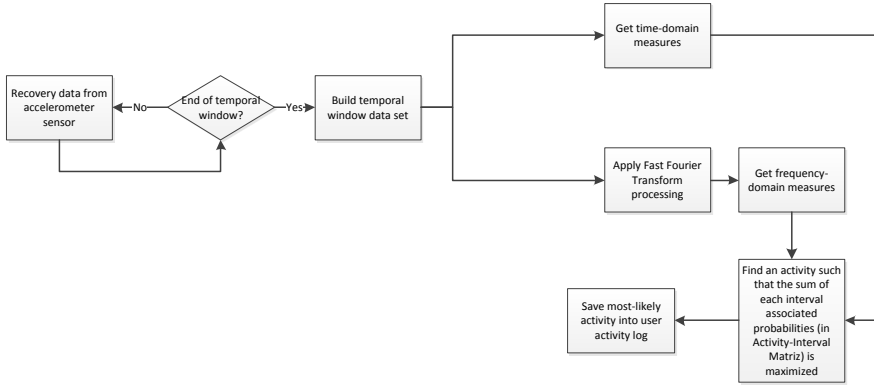 Get time-domain
measures
Recovery data from
accelerometer
sensor
No
End of temporal
window?
Yes
Build temporal
window data set
Apply Fast Fourier
Transform
processing
Get frequency-
domain measures
Find an activity such
that the sum of
each interval
associated
probabilities (in
Activity-Interval
Matriz) is
maximized
Save most-likely
activity into user
activity log